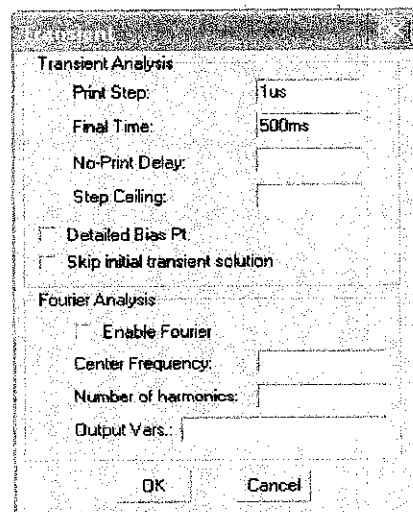 Transient
Transient Analysis
Print Step: 1us
Final Time: 500ms
No-Print Delay:
Step Ceiling:
Detailed Bias Pt.
Skip initial transient solution
Fourier Analysis
Enable Fourier
Center Frequency:
Number of harmonics:
Output Vars.:
OK Cancel